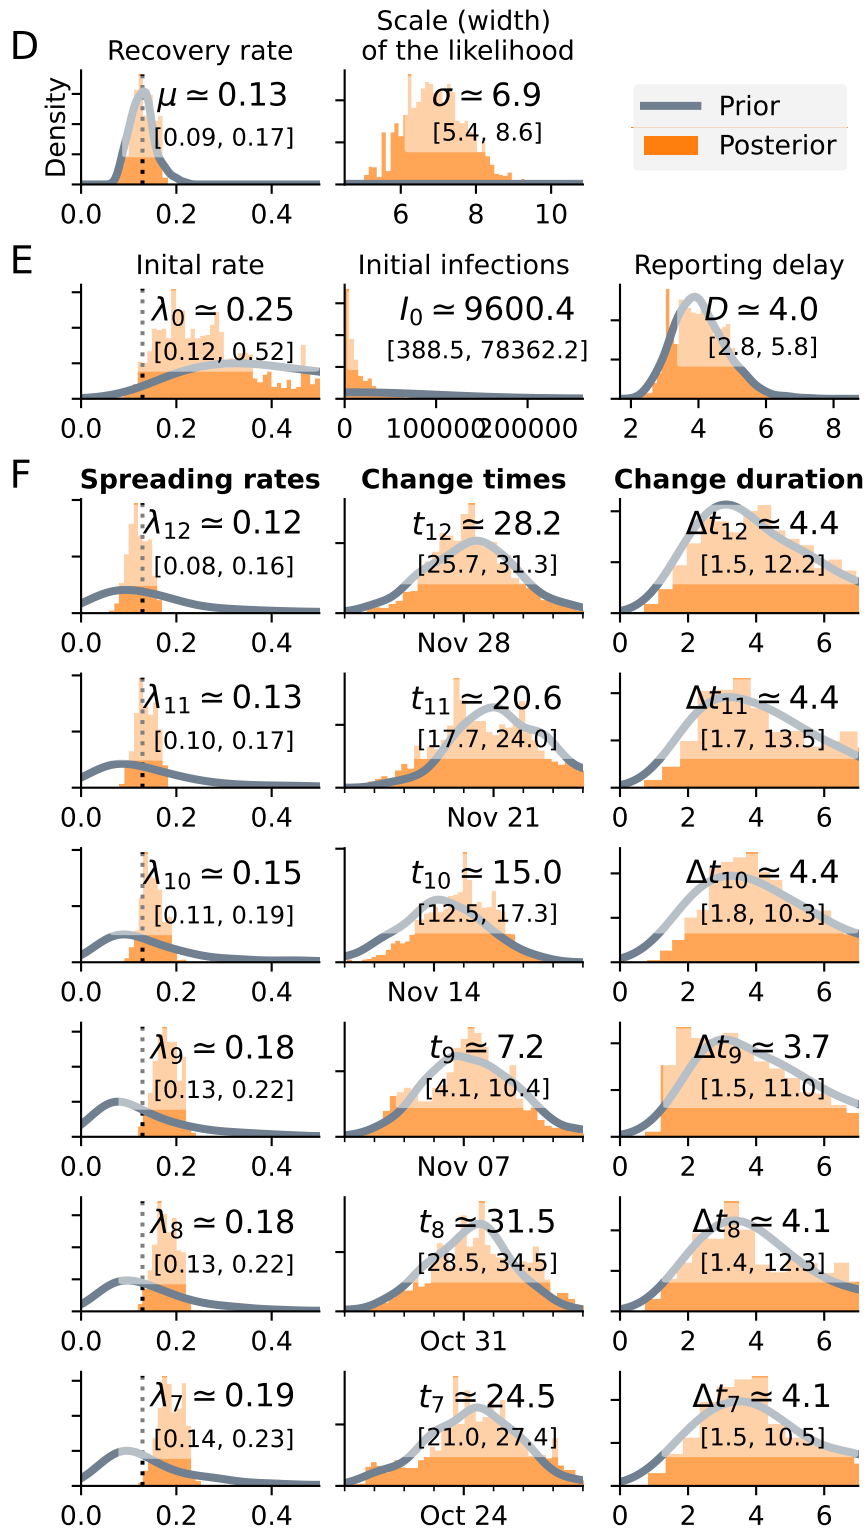 D
Recovery rate
Scale (width)
of the likelihood
Density
μ ≃ 0.13
[0.09, 0.17]
σ ≃ 6.9
[5.4, 8.6]
Prior
Posterior
0.0 0.2 0.4
6 8 10
E
Inital rate
Initial infections
Reporting delay
λ0 ≃ 0.25
[0.12, 0.52]
I0 ≃ 9600.4
[388.5, 78362.2]
D ≃ 4.0
[2.8, 5.8]
0.0 0.2 0.4
0 100000 200000
2 4 6 8
F
Spreading rates
Change times
Change duration
λ12 ≃ 0.12
[0.08, 0.16]
t12 ≃ 28.2
[25.7, 31.3]
Δt12 ≃ 4.4
[1.5, 12.2]
0.0 0.2 0.4
Nov 28
0 2 4 6
λ11 ≃ 0.13
[0.10, 0.17]
t11 ≃ 20.6
[17.7, 24.0]
Δt11 ≃ 4.4
[1.7, 13.5]
0.0 0.2 0.4
Nov 21
0 2 4 6
λ10 ≃ 0.15
[0.11, 0.19]
t10 ≃ 15.0
[12.5, 17.3]
Δt10 ≃ 4.4
[1.8, 10.3]
0.0 0.2 0.4
Nov 14
0 2 4 6
λ9 ≃ 0.18
[0.13, 0.22]
t9 ≃ 7.2
[4.1, 10.4]
Δt9 ≃ 3.7
[1.5, 11.0]
0.0 0.2 0.4
Nov 07
0 2 4 6
λ8 ≃ 0.18
[0.13, 0.22]
t8 ≃ 31.5
[28.5, 34.5]
Δt8 ≃ 4.1
[1.4, 12.3]
0.0 0.2 0.4
Oct 31
0 2 4 6
λ7 ≃ 0.19
[0.14, 0.23]
t7 ≃ 24.5
[21.0, 27.4]
Δt7 ≃ 4.1
[1.5, 10.5]
0.0 0.2 0.4
Oct 24
0 2 4 6